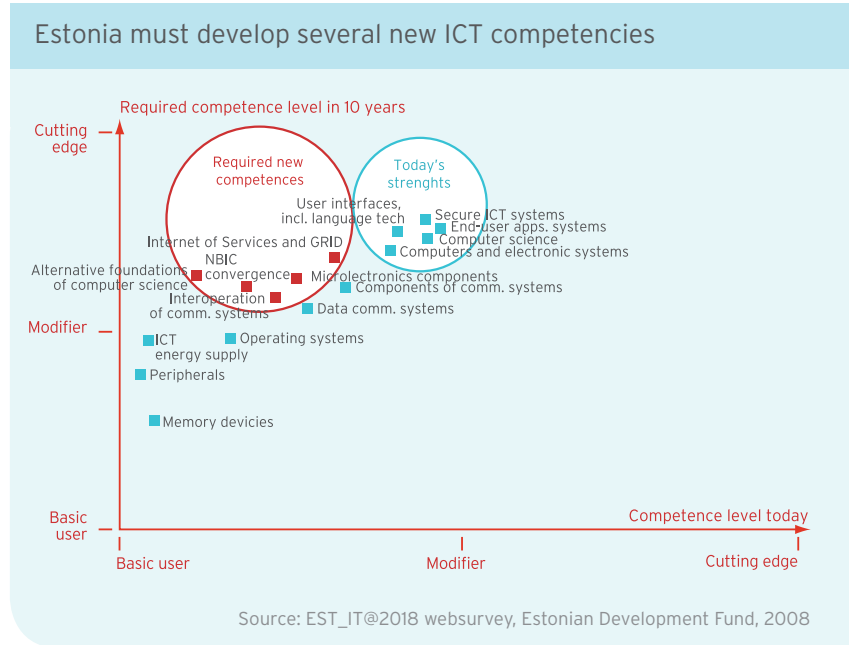 Estonia must develop several new ICT competencies
Required competence level in 10 years
Cutting
edge
Required new
competences
Today's
strenghts
User interfaces,
incl. language tech
Secure ICT systems
End-user apps. systems
Computer science
Computers and electronic systems
Internet of Services and GRID
NBIC
convergence
Alternative foundations
of computer science
Microlectronics components
Components of comm. systems
Interoperation
of comm. systems
Data comm. systems
Modifier
ICT
energy supply
Operating systems
Peripherals
Memory devicies
Basic
user
Competence level today
Basic user
Modifier
Cutting edge
Source: EST_IT@2018 websurvey, Estonian Development Fund, 2008